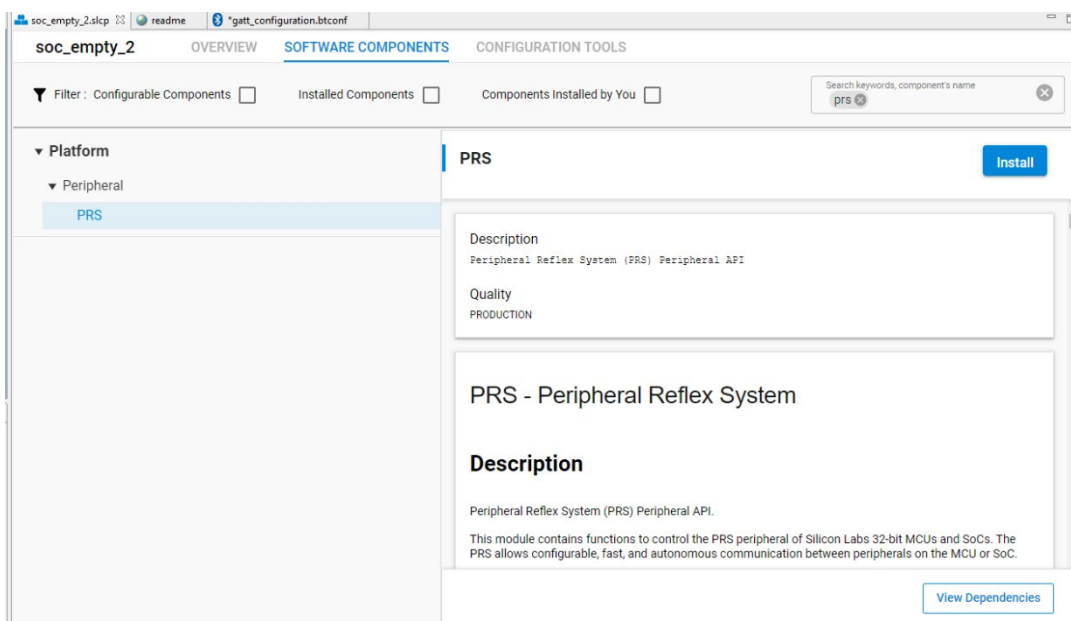 soc_empty_2.slcp readme *gatt_configuration.btconf
soc_empty_2 OVERVIEW SOFTWARE COMPONENTS CONFIGURATION TOOLS
Filter : Configurable Components Installed Components Components Installed by You
Search keywords, component's name
prs
Platform
Peripheral
PRS
PRS
Install
Description
Peripheral Reflex System (PRS) Peripheral API
Quality
PRODUCTION
PRS - Peripheral Reflex System
Description
Peripheral Reflex System (PRS) Peripheral API.
This module contains functions to control the PRS peripheral of Silicon Labs 32-bit MCUs and SoCs. The
PRS allows configurable, fast, and autonomous communication between peripherals on the MCU or SoC.
View Dependencies